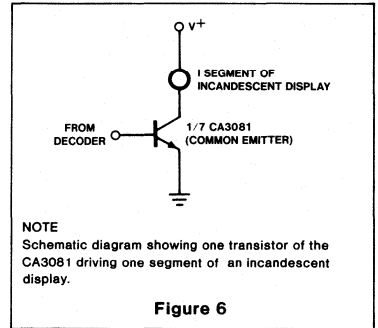 V+
I SEGMENT OF
INCANDESCENT DISPLAY
FROM
DECODER
1/7 CA3081
(COMMON EMITTER)
NOTE
Schematic diagram showing one transistor of the
CA3081 driving one segment of an incandescent
display.
Figure 6